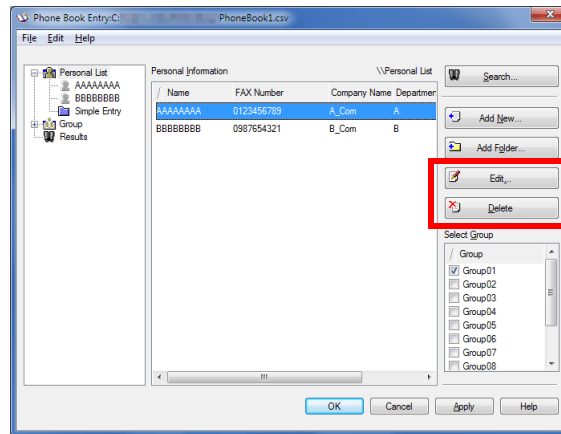 Phone Book Entry:C: PhoneBook1.csv
File Edit Help
Personal List
AAAAAAAA
BBBBBBBB
Simple Entry
Group
Results
Personal Information \\Personal List
Name FAX Number Company Name Departmen
AAAAAAAA 0123456789 A_Com A
BBBBBBBB 0987654321 B_Com B
Search...
Add New...
Add Folder...
Edit...
Delete
Select Group
Group
Group01
Group02
Group03
Group04
Group05
Group06
Group07
Group08
OK Cancel Apply Help